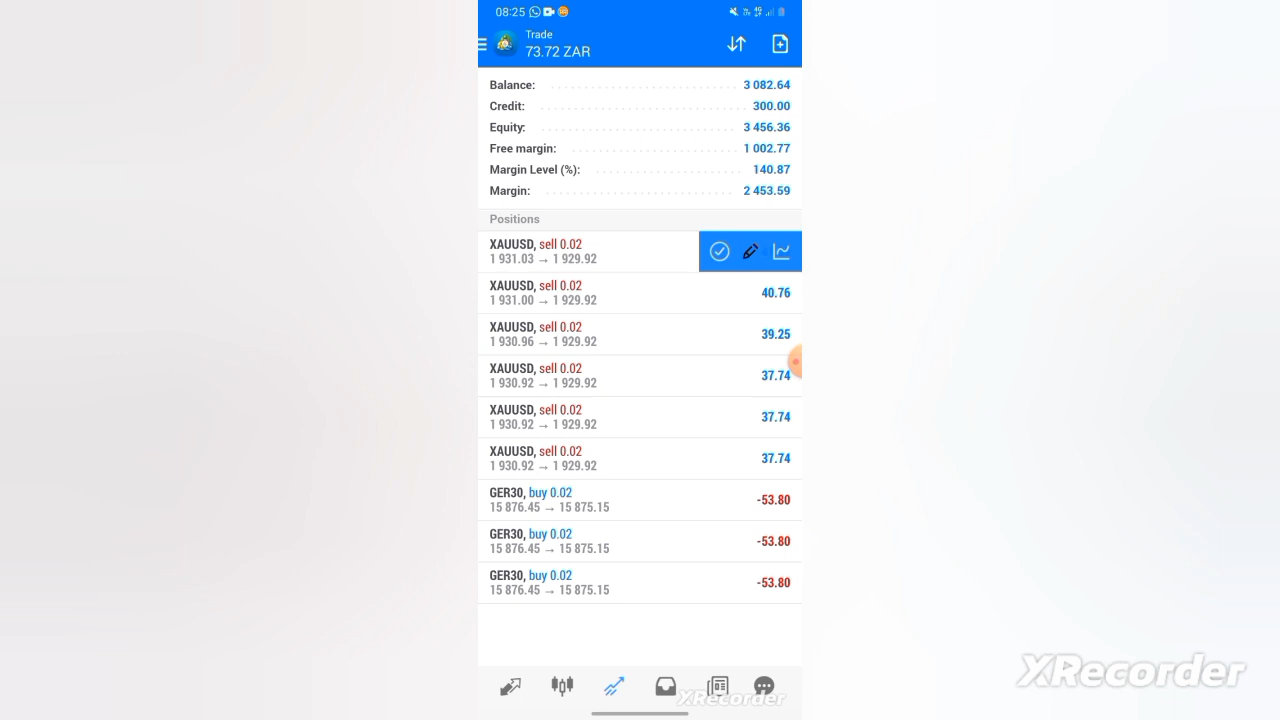 08:25
Trade
73.72 ZAR
Balance: 3 082.64
Credit: 300.00
Equity: 3 456.36
Free margin: 1 002.77
Margin Level (%): 140.87
Margin: 2 453.59
Positions
XAUUSD, sell 0.02
1 931.03 → 1 929.92
XAUUSD, sell 0.02
1 931.00 → 1 929.92 40.76
XAUUSD, sell 0.02
1 930.96 → 1 929.92 39.25
XAUUSD, sell 0.02
1 930.92 → 1 929.92 37.74
XAUUSD, sell 0.02
1 930.92 → 1 929.92 37.74
XAUUSD, sell 0.02
1 930.92 → 1 929.92 37.74
GER30, buy 0.02
15 876.45 → 15 875.15 -53.80
GER30, buy 0.02
15 876.45 → 15 875.15 -53.80
GER30, buy 0.02
15 876.45 → 15 875.15 -53.80
XRecorder
XRecorder